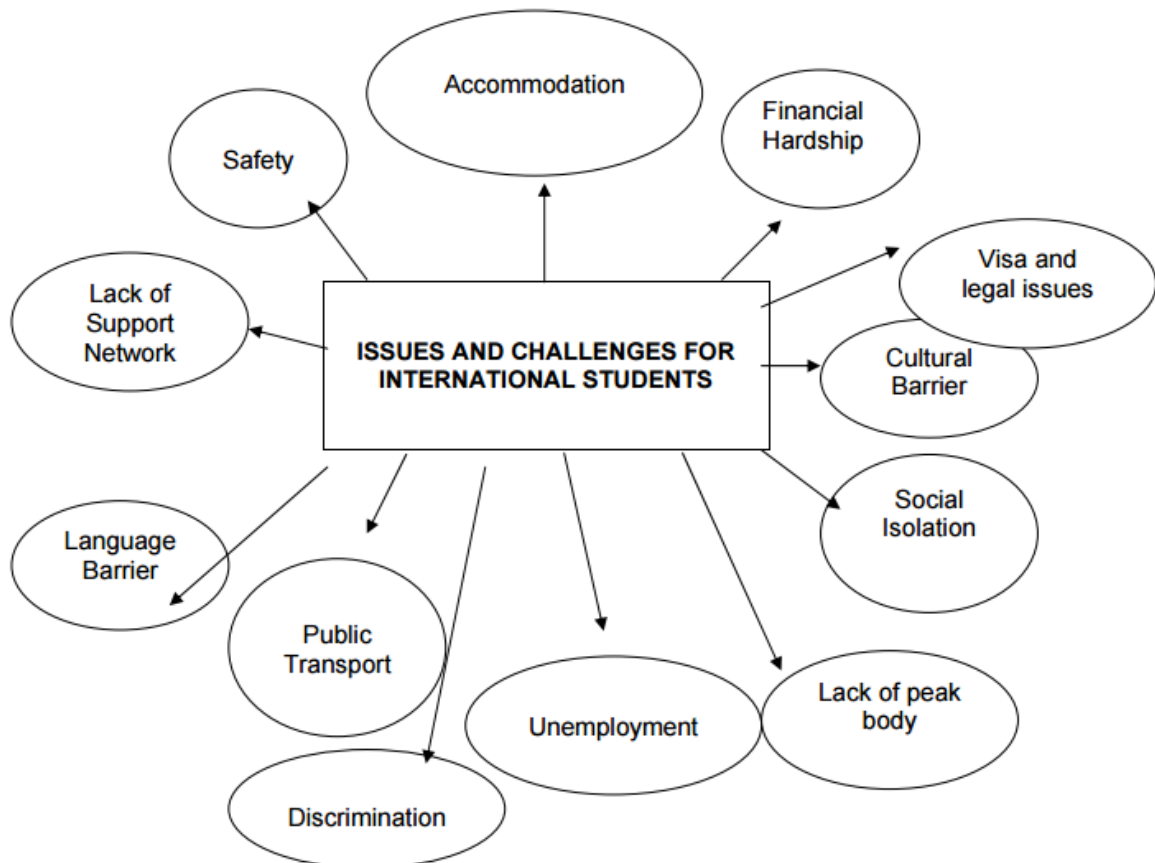 Accommodation
Financial
Hardship
Safety
Visa and
legal issues
Lack of
Support
Network
ISSUES AND CHALLENGES FOR
INTERNATIONAL STUDENTS
Cultural
Barrier
Social
Isolation
Language
Barrier
Public
Transport
Unemployment
Lack of peak
body
Discrimination